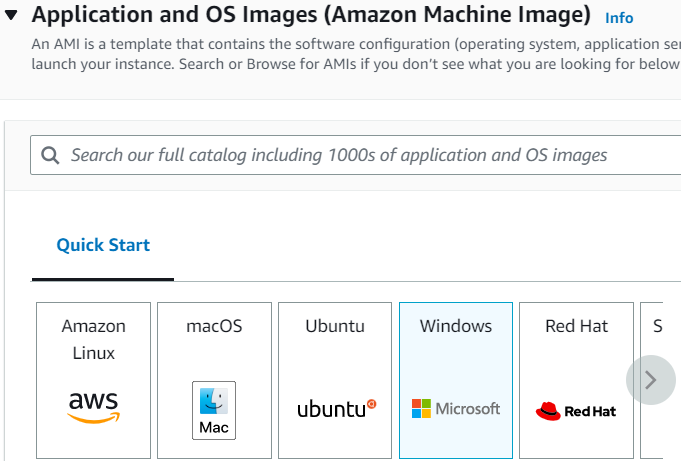 Application and OS Images (Amazon Machine Image) Info
An AMI is a template that contains the software configuration (operating system, application ser
launch your instance. Search or Browse for AMIs if you don't see what you are looking for below
Search our full catalog including 1000s of application and OS images
Quick Start
Amazon Linux
macOS
Ubuntu
Windows
Red Hat
S
aws
Mac
ubuntu
Microsoft
Red Hat